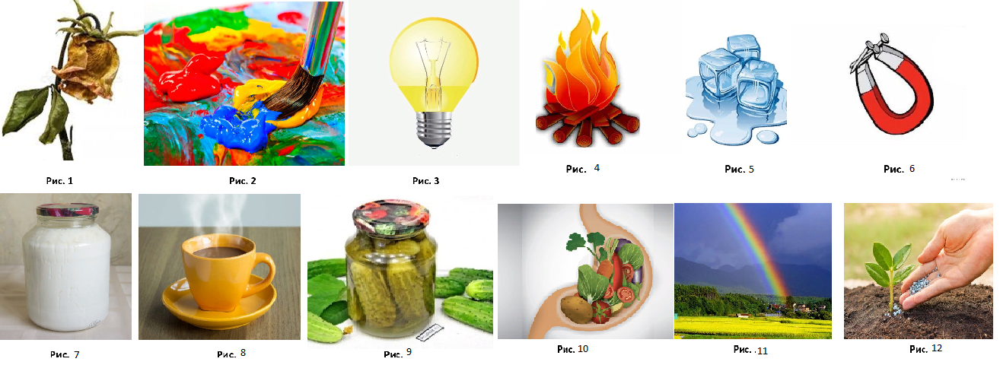 Рис. 1
Рис. 2
Рис. 3
Рис. 4
Рис. 5
Рис. 6
Рис. 7
Рис. 8
Рис. 9
Рис. 10
Рис. .11
Рис. 12